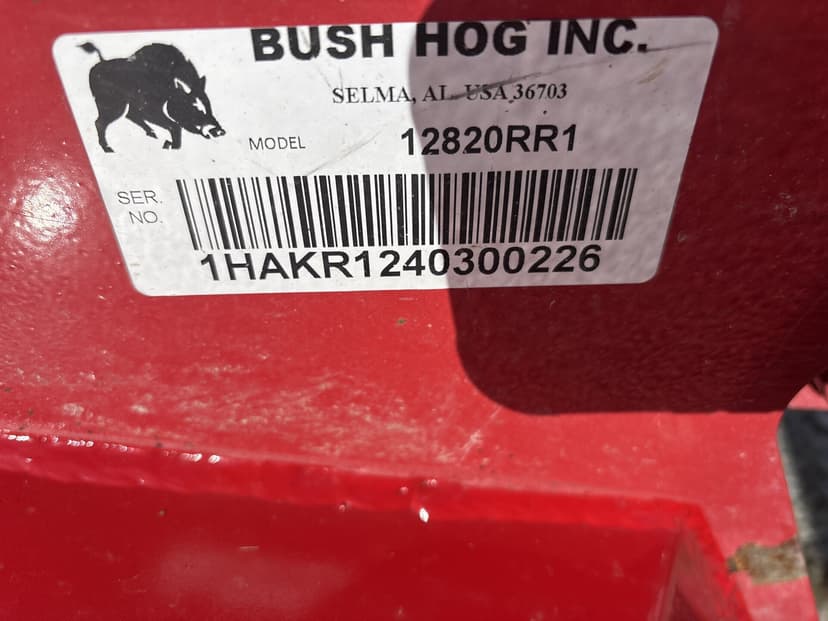 BUSH HOG INC.
SELMA, AL. USA 36703
MODEL 12820RR1
SER. NO.
1HAKR1240300226